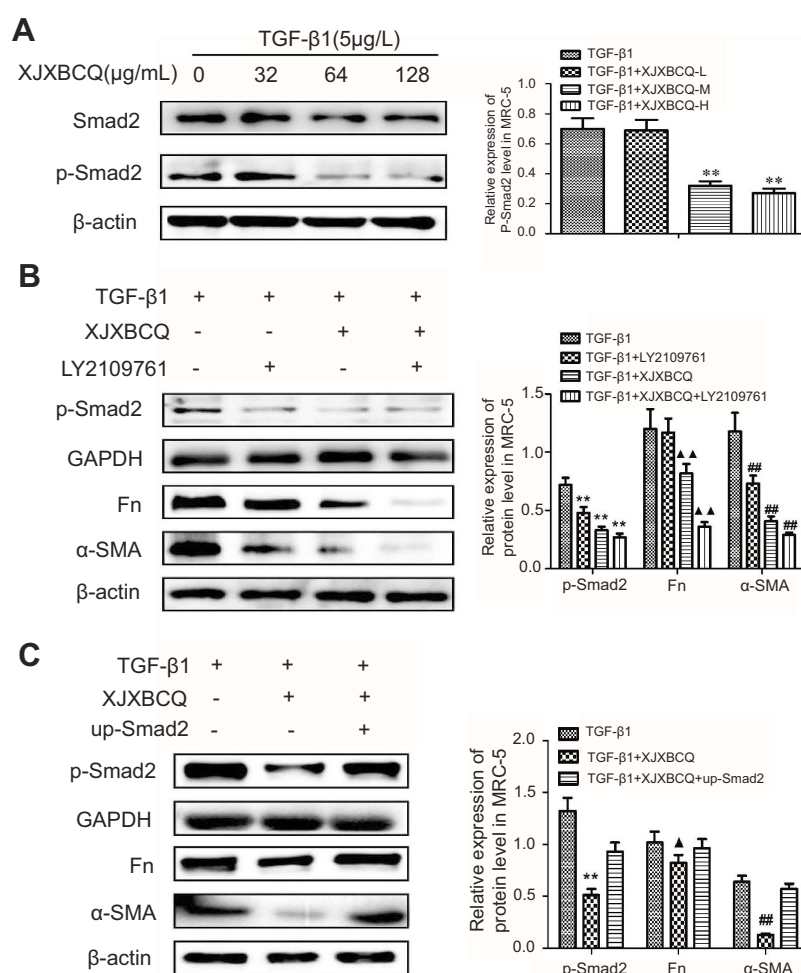 A
TGF-β1(5μg/L)
XJXBCQ(μg/mL) 0 32 64 128
Smad2
p-Smad2
β-actin
TGF-β1
TGF-β1+XJXBCQ-L
TGF-β1+XJXBCQ-M
TGF-β1+XJXBCQ-H
Relative expression of
P-Smad2 level in MRC-5
1.0
0.8
0.6
0.4
0.2
0.0
** **
B
TGF-β1 + + + +
XJXBCQ - - + +
LY2109761 - + - +
p-Smad2
GAPDH
Fn
α-SMA
β-actin
TGF-β1
TGF-β1+LY2109761
TGF-β1+XJXBCQ
TGF-β1+XJXBCQ+LY2109761
Relative expression of
protein level in MRC-5
1.5
1.0
0.5
0.0
** ** ** ▲▲ ▲▲ ## ## ##
p-Smad2 Fn α-SMA
C
TGF-β1 + + +
XJXBCQ - + +
up-Smad2 - - +
p-Smad2
GAPDH
Fn
α-SMA
β-actin
TGF-β1
TGF-β1+XJXBCQ
TGF-β1+XJXBCQ+up-Smad2
Relative expression of
protein level in MRC-5
2.0
1.5
1.0
0.5
0.0
** ▲ ##
p-Smad2 Fn α-SMA